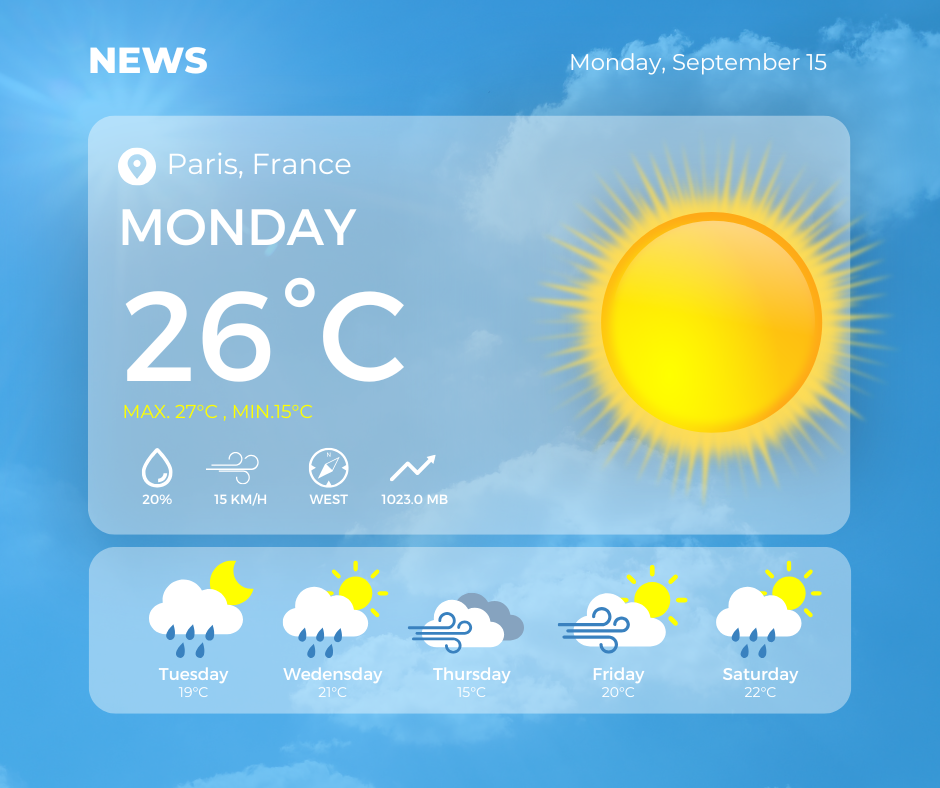 NEWS
Monday, September 15
Paris, France
MONDAY
26°C
MAX. 27°C , MIN.15°C
N
20% 15 KM/H WEST 1023.0 MB
Tuesday Wedensday Thursday Friday Saturday
19°C 21°C 15°C 20°C 22°C